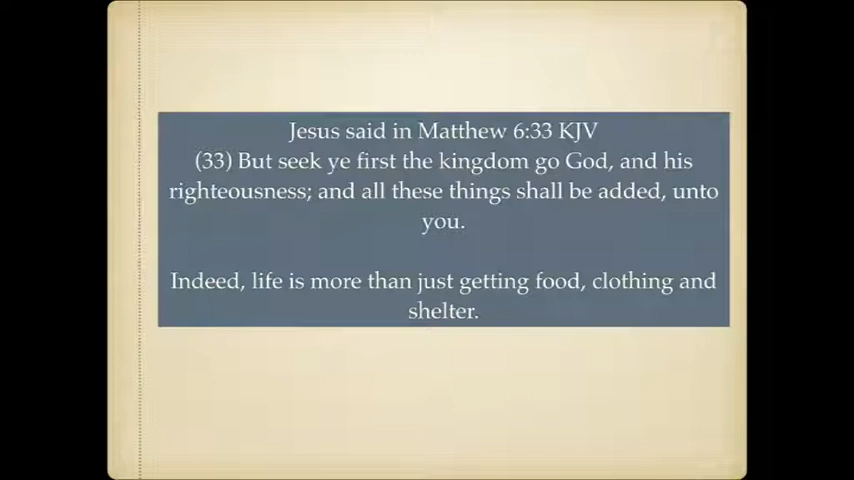 Jesus said in Matthew 6:33 KJV
(33) But seek ye first the kingdom go God, and his
righteousness; and all these things shall be added, unto
you.
Indeed, life is more than just getting food, clothing and
shelter.